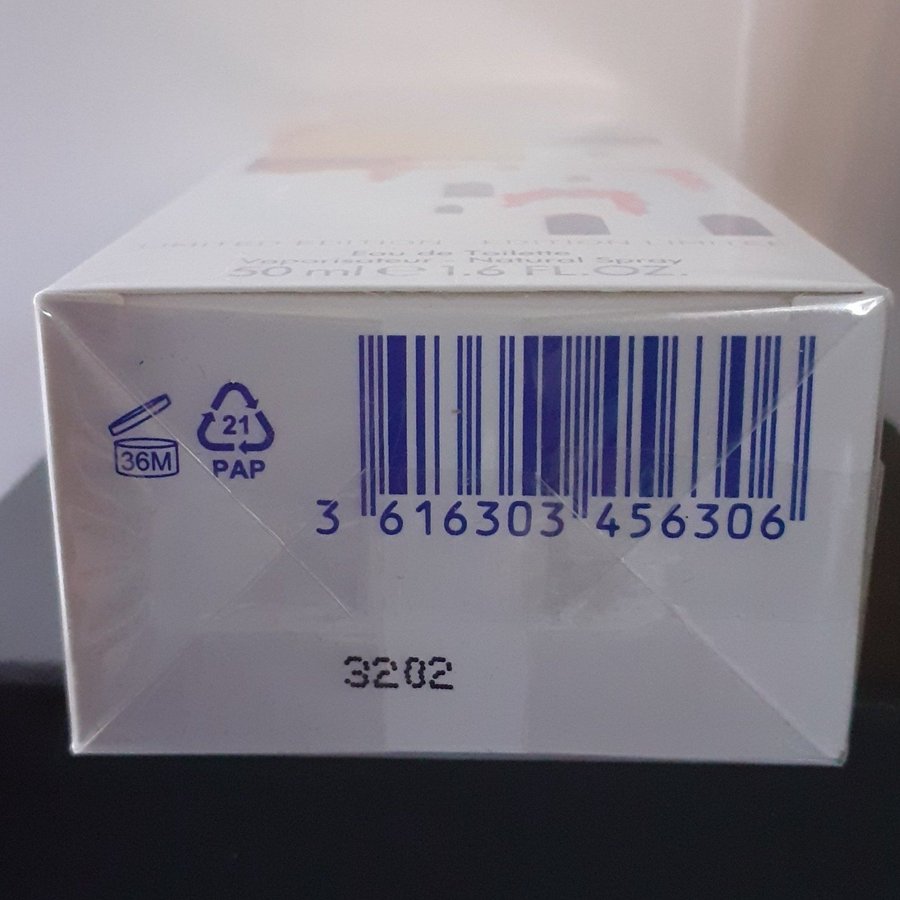 LIMITED EDITION - EDITION LIMITÉE
Eau de Toilette
Vaporisateur - Natural Spray
50 ml e 1.6 FL.OZ.
36M
21
PAP
3 616303 456306
3202